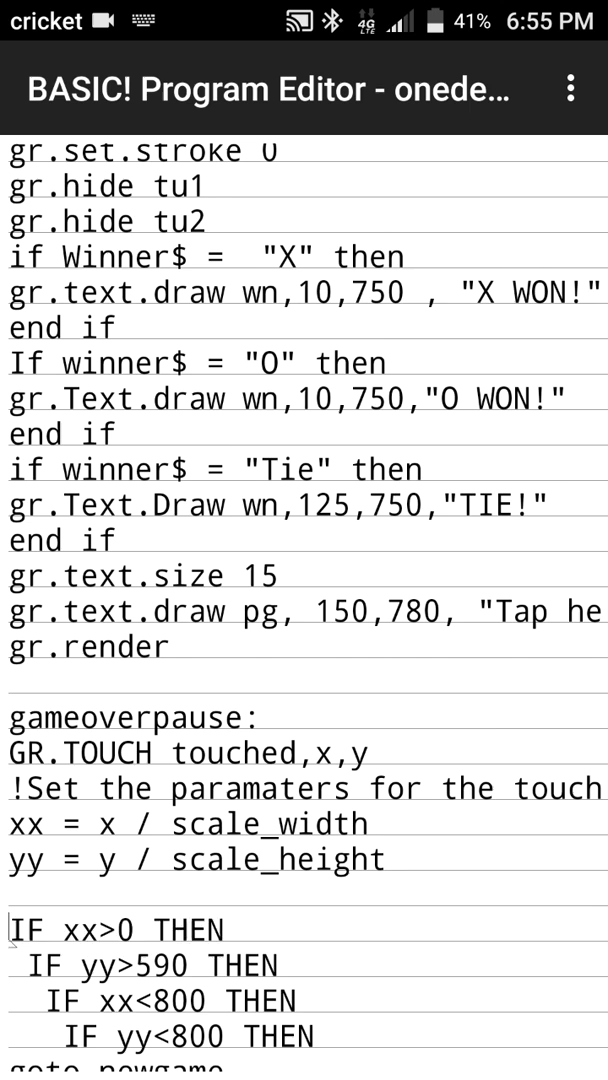 cricket 4G LTE 41% 6:55 PM
BASIC! Program Editor - onede...
gr.set.stroke 0
gr.hide tu1
gr.hide tu2
if Winner$ =  "X" then
gr.text.draw wn,10,750 , "X WON!"
end if
If winner$ = "O" then
gr.Text.draw wn,10,750,"O WON!"
end if
if winner$ = "Tie" then
gr.Text.Draw wn,125,750,"TIE!"
end if
gr.text.size 15
gr.text.draw pg, 150,780, "Tap he
gr.render
gameoverpause:
GR.TOUCH touched,x,y
!Set the paramaters for the touch
xx = x / scale_width
yy = y / scale_height
IF xx>0 THEN
IF yy>590 THEN
IF xx<800 THEN
IF yy<800 THEN
goto newgame